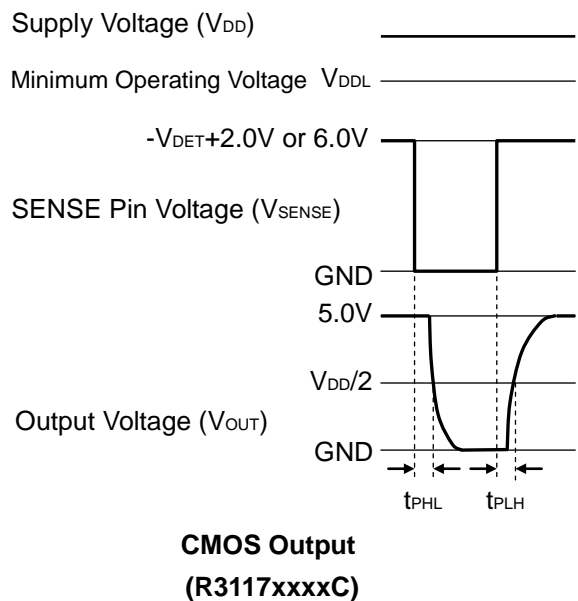 Supply Voltage (VDD)
Minimum Operating Voltage VDDL
-VDET+2.0V or 6.0V
SENSE Pin Voltage (VSENSE)
GND
5.0V
VDD/2
Output Voltage (VOUT)
GND
tPHL tPLH
CMOS Output
(R3117xxxxC)